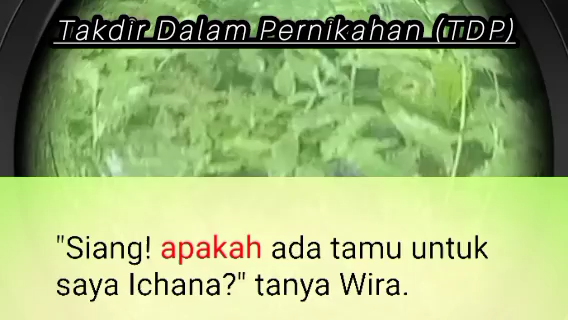 Takdir Dalam Pernikahan (TDP)
"Siang! apakah ada tamu untuk
saya Ichana?" tanya Wira.